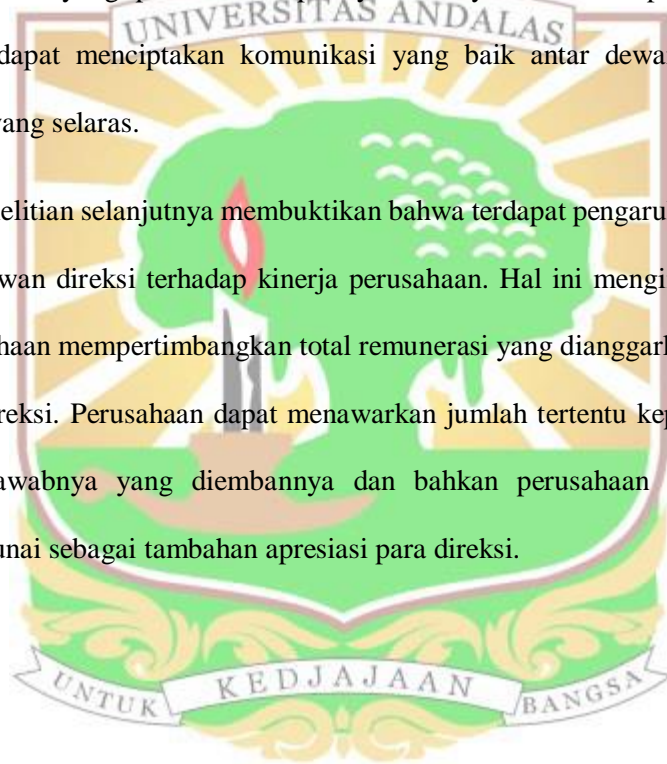 UNIVERSITAS ANDALAS
dapat menciptakan komunikasi yang baik antar dewa
yang selaras.
elitian selanjutnya membuktikan bahwa terdapat pengaru
wan direksi terhadap kinerja perusahaan. Hal ini mengi
haan mempertimbangkan total remunerasi yang dianggar
reksi. Perusahaan dapat menawarkan jumlah tertentu kep
awabnya yang diembannya dan bahkan perusahaan
unai sebagai tambahan apresiasi para direksi.
UNTUK KEDJAJAAN BANGSA